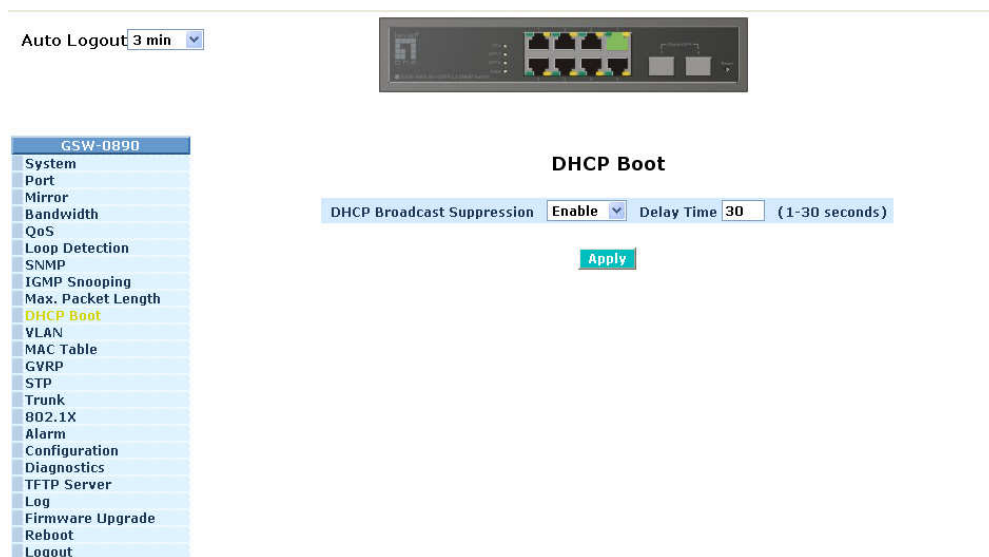 Auto Logout 3 min
GSW-0890
System
Port
Mirror
Bandwidth
QoS
Loop Detection
SNMP
IGMP Snooping
Max. Packet Length
DHCP Boot
VLAN
MAC Table
GVRP
STP
Trunk
802.1X
Alarm
Configuration
Diagnostics
TFTP Server
Log
Firmware Upgrade
Reboot
Logout
DHCP Boot
DHCP Broadcast Suppression Enable Delay Time 30 (1-30 seconds)
Apply